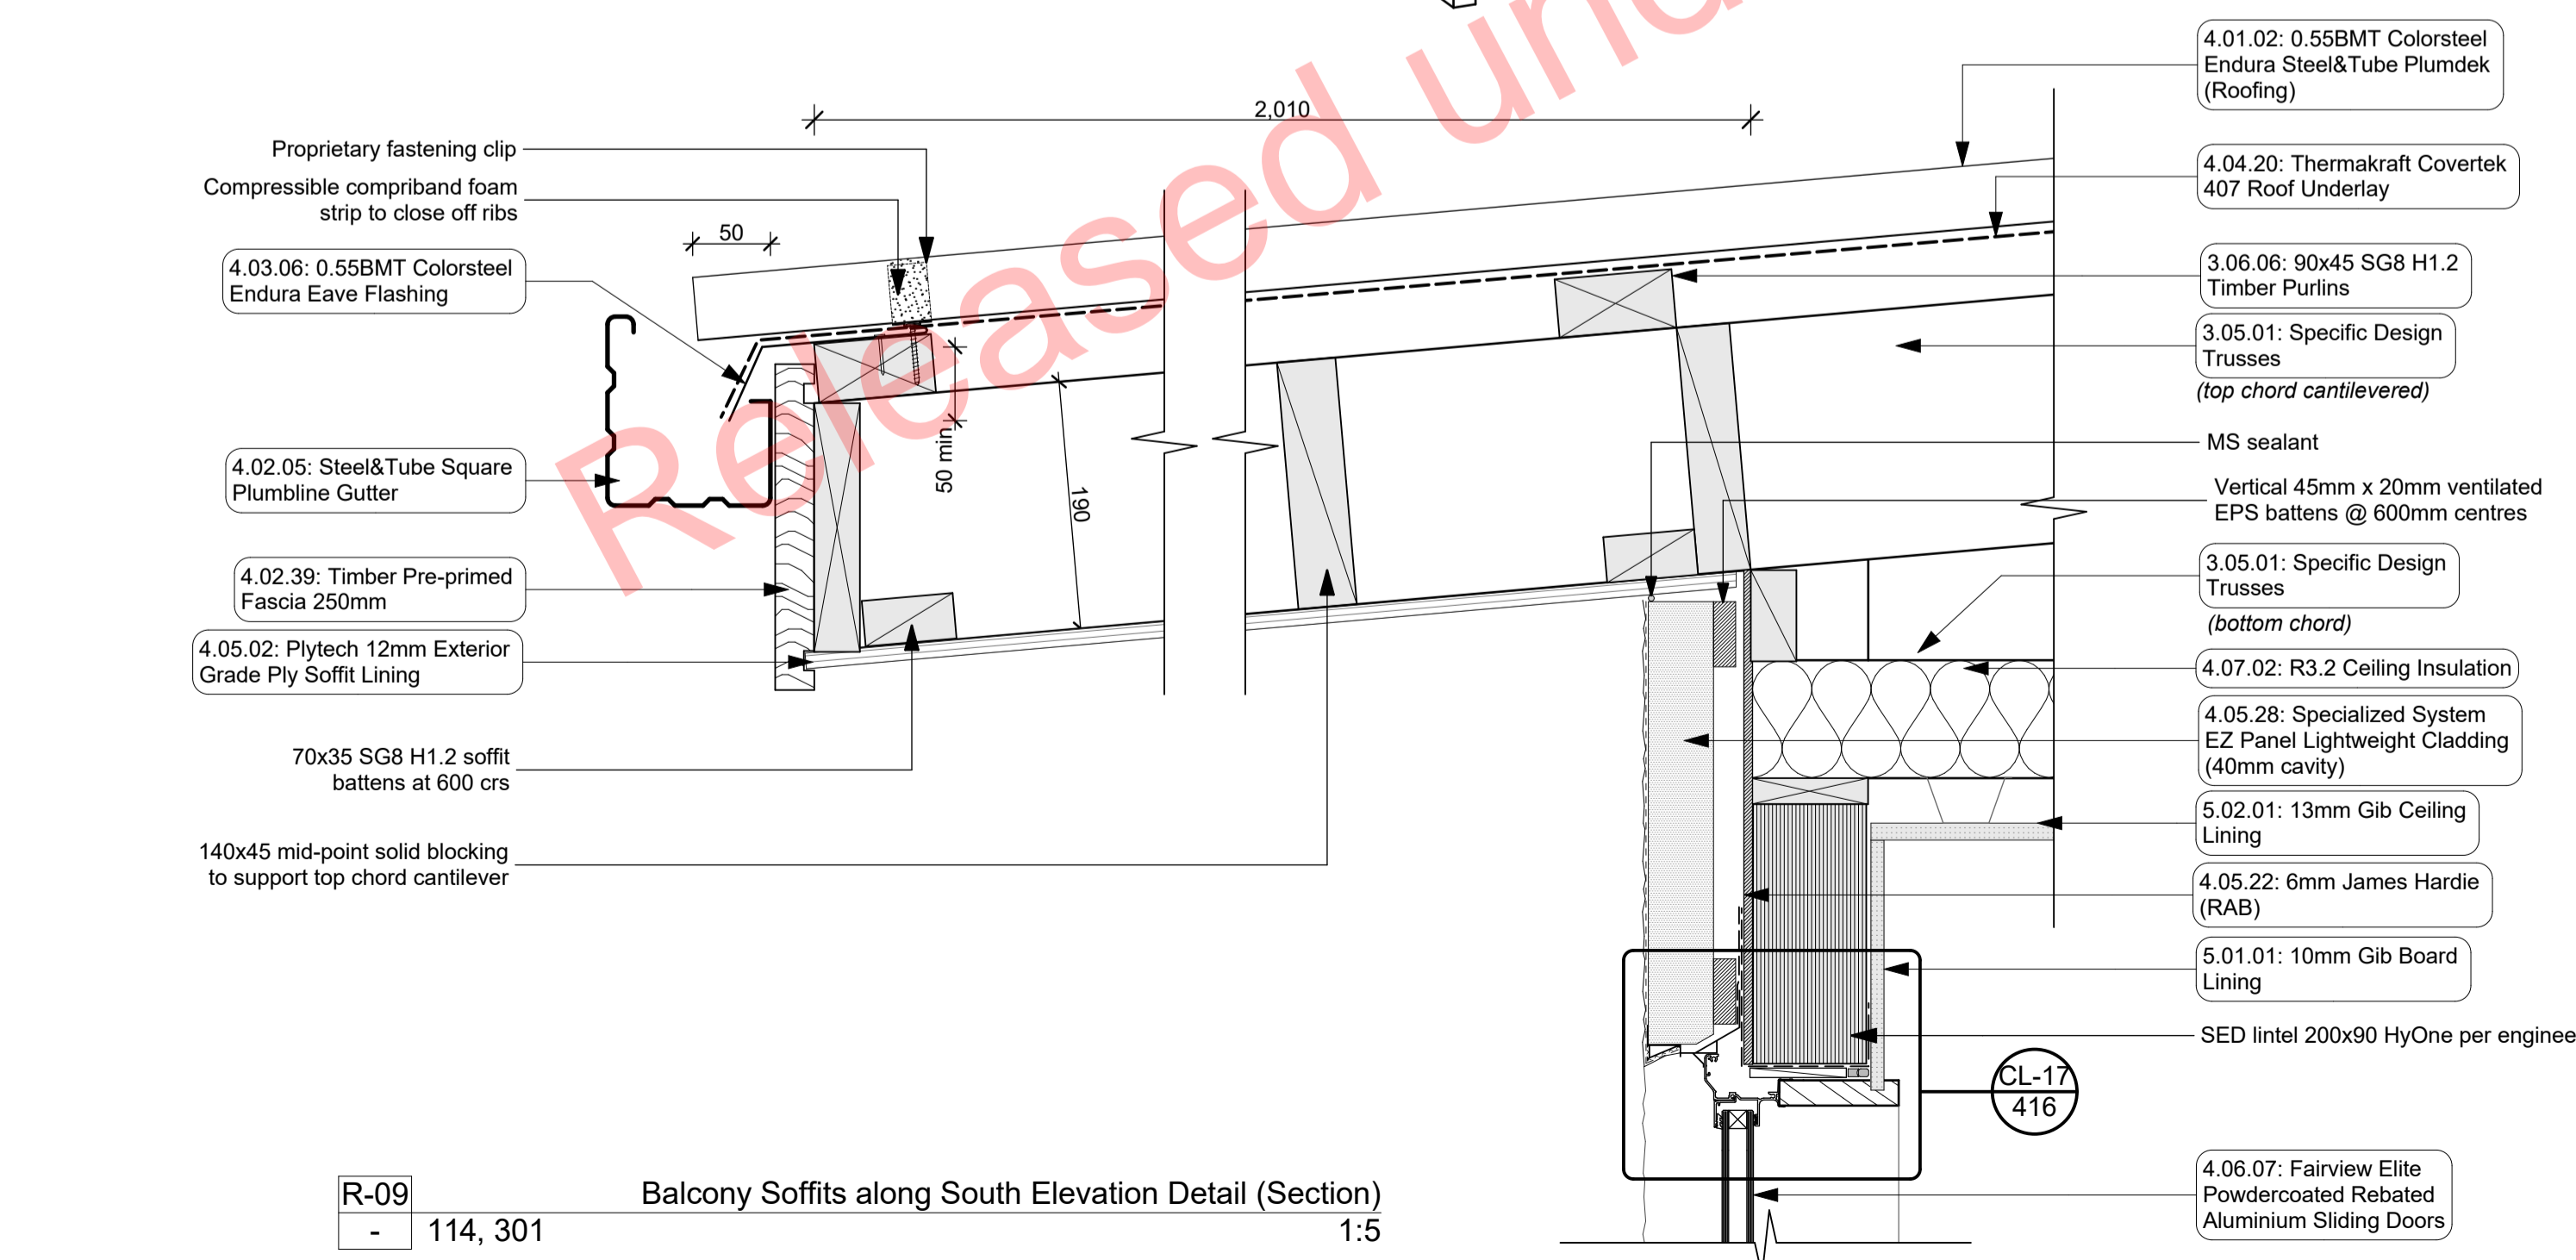 Released und
2,010
Proprietary fastening clip
Compressible compriband foam
strip to close off ribs
50
4.03.06: 0.55BMT Colorsteel
Endura Eave Flashing
4.02.05: Steel&Tube Square
Plumbline Gutter
4.02.39: Timber Pre-primed
Fascia 250mm
4.05.02: Plytech 12mm Exterior
Grade Ply Soffit Lining
70x35 SG8 H1.2 soffit
battens at 600 crs
140x45 mid-point solid blocking
to support top chord cantilever
50 min.
190
4.01.02: 0.55BMT Colorsteel
Endura Steel&Tube Plumdek
(Roofing)
4.04.20: Thermakraft Covertek
407 Roof Underlay
3.06.06: 90x45 SG8 H1.2
Timber Purlins
3.05.01: Specific Design
Trusses
(top chord cantilevered)
MS sealant
Vertical 45mm x 20mm ventilated
EPS battens @ 600mm centres
3.05.01: Specific Design
Trusses
(bottom chord)
4.07.02: R3.2 Ceiling Insulation
4.05.28: Specialized System
EZ Panel Lightweight Cladding
(40mm cavity)
5.02.01: 13mm Gib Ceiling
Lining
4.05.22: 6mm James Hardie
(RAB)
5.01.01: 10mm Gib Board
Lining
SED lintel 200x90 HyOne per enginee
CL-17
416
4.06.07: Fairview Elite
Powdercoated Rebated
Aluminium Sliding Doors
R-09
Balcony Soffits along South Elevation Detail (Section)
-
114, 301
1:5